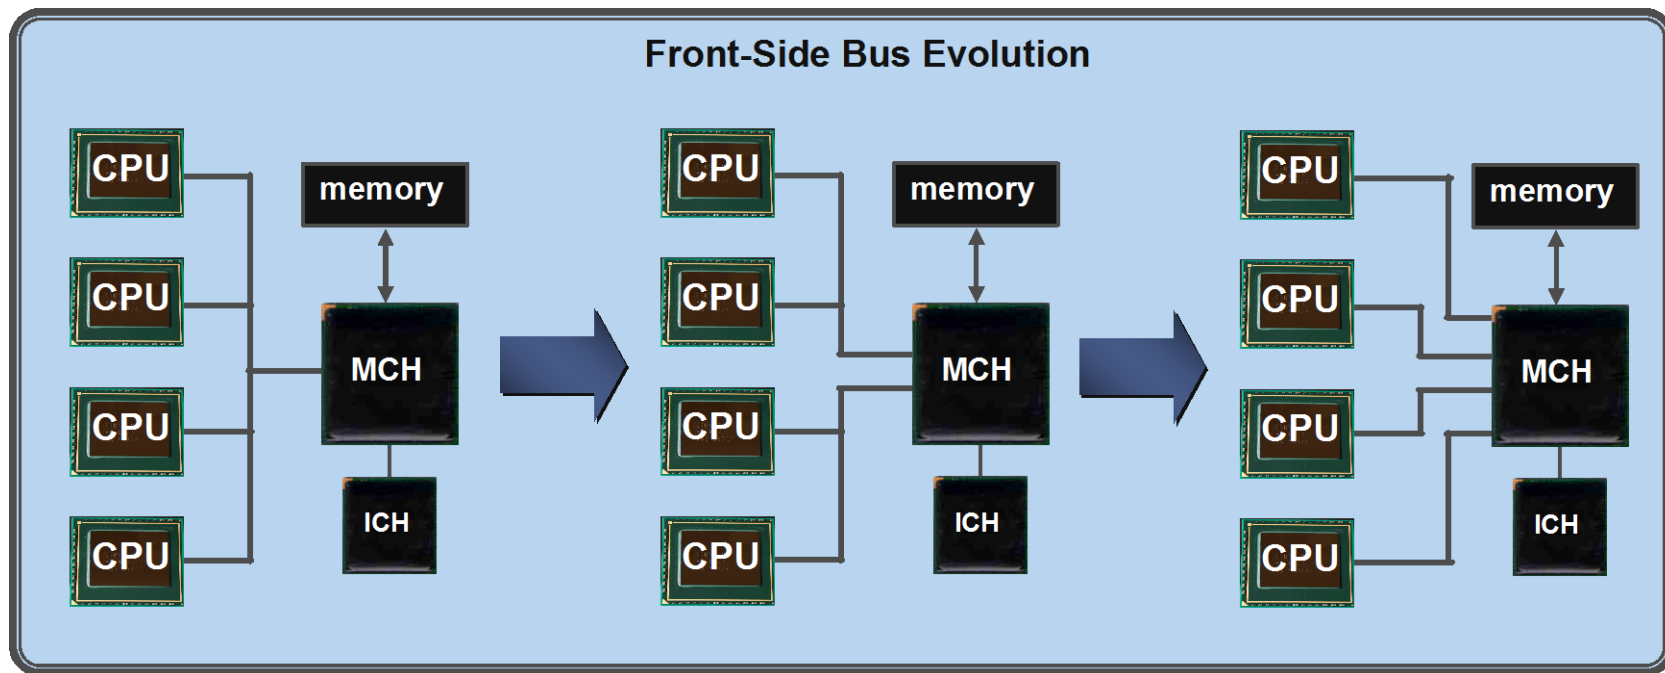 Front-Side Bus Evolution
CPU
CPU
CPU
CPU
memory
MCH
ICH
CPU
CPU
CPU
CPU
memory
MCH
ICH
CPU
CPU
CPU
CPU
memory
MCH
ICH